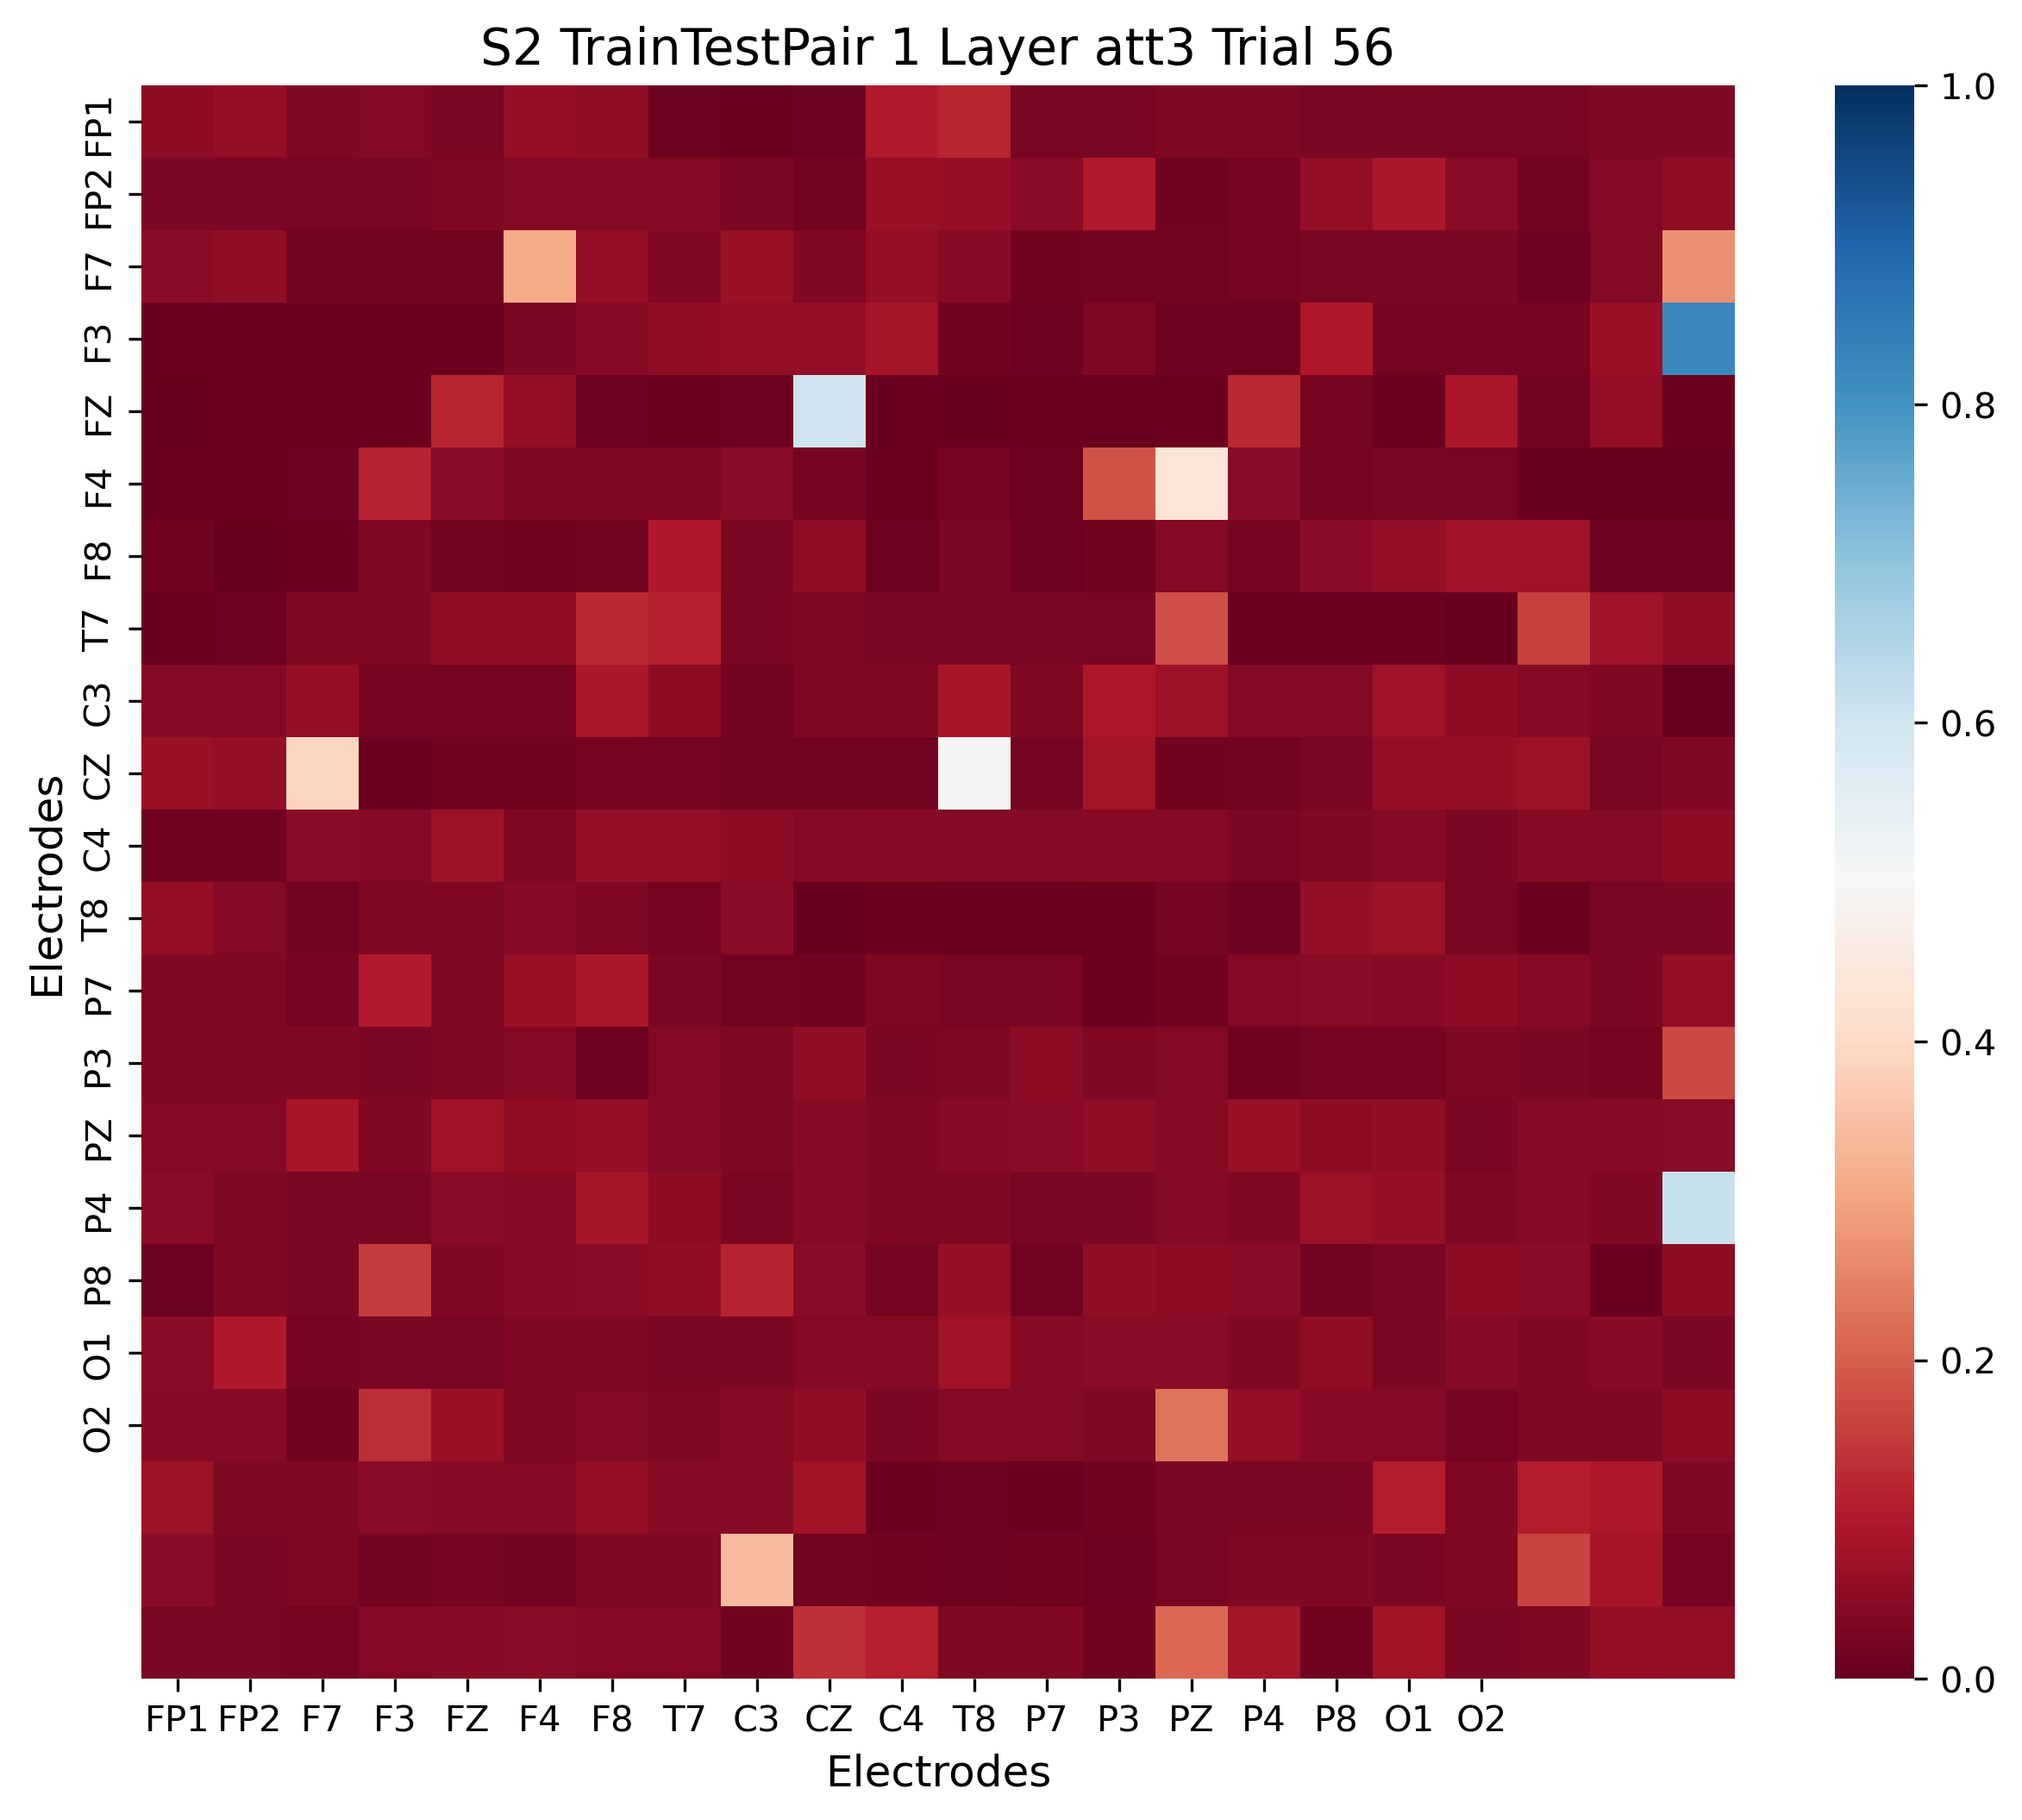 S2 TrainTestPair 1 Layer att3 Trial 56
Electrodes
FP1
FP2
F7
F3
FZ
F4
F8
T7
C3
CZ
C4
T8
P7
P3
PZ
P4
P8
O1
O2
FP1 FP2 F7 F3 FZ F4 F8 T7 C3 CZ C4 T8 P7 P3 PZ P4 P8 O1 O2
Electrodes
1.0
0.8
0.6
0.4
0.2
0.0